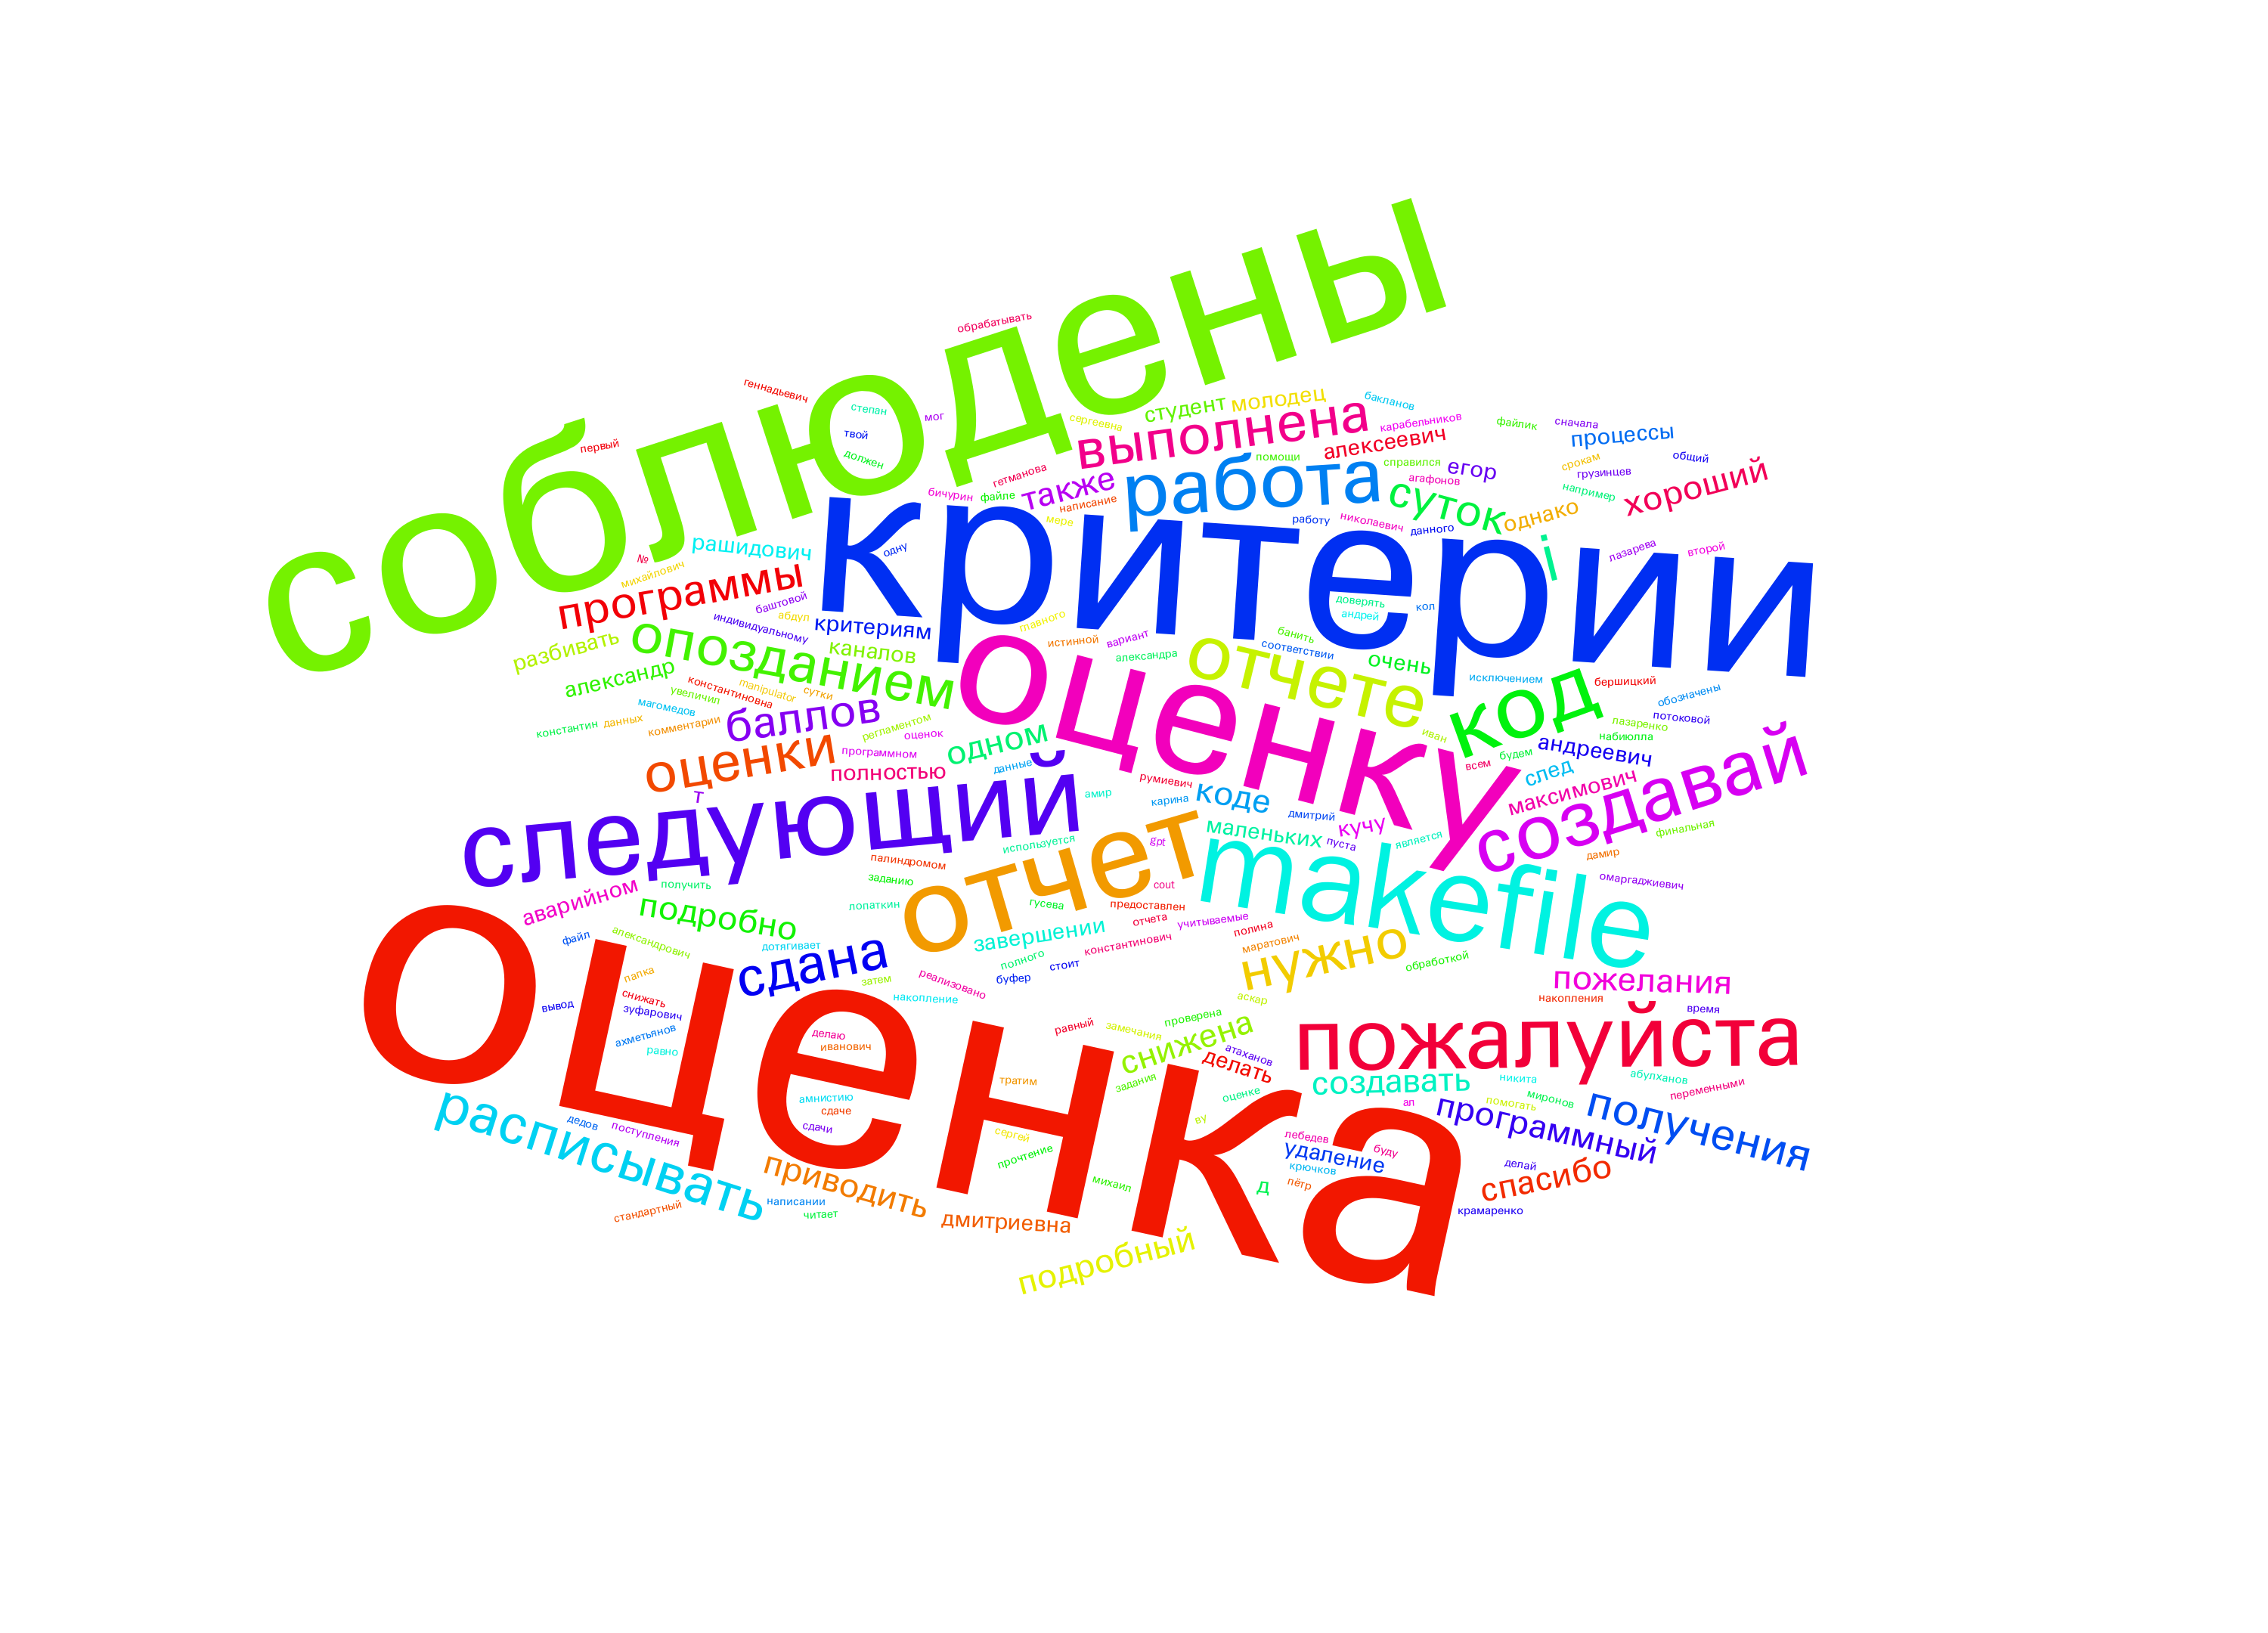 соблюдены
обрабатывать
геннадьевич
степан
мог
сергеевна
студент
молодец
бакланов
карабельников
файлик
сначала
первый
твой
должен
выполнена
алексеевич
процессы
срокам
общий
гетманова
помощи
справился
егор
грузинцев
хороший
бичурин
файле
также
написание
работа
агафонов
суток
однако
например
мере
работу
николаевич
данного
критерии
рашидович
одну
i
лазарева
второй
№
михайлович
программы
баштовой
абдул
критериям
главного
доверять
андрей
кол
разбивать
индивидуальному
опозданием
каналов
истинной
вариант
банить
соответствии
александра
оценку
отчете
очень
александр
константиновна
manipulator
сутки
увеличил
исключением
бершицкий
обозначены
код
магомедов
баллов
регламентом
потоковой
лазаренко
константин
данных
комментарии
оценок
одном
иван
набиюлла
оценки
программном
андреевич
будем
всем
полностью
данные
румиевич
след
создавай
т
следующий
амир
карина
коде
дмитрий
максимович
маленьких
кучу
финальная
используется
gpt
пуста
является
палиндромом
отчет
makefile
дамир
аварийном
получить
заданию
cout
омаргаджиевич
подробно
лопаткин
гусева
предоставлен
отчета
учитываемые
файл
александрович
дотягивает
завершении
константинович
полина
маратович
нужно
сдана
полного
стоит
обработкой
папка
затем
реализовано
буфер
пожелания
Оценка
вывод
снижать
зуфарович
накопление
аскар
накопления
время
ахметьянов
делаю
равный
замечания
проверена
пожалуйста
равно
иванович
снижена
атаханов
делать
тратим
задания
создавать
никита
абулханов
амнистию
сдаче
оценке
ап
помогать
миронов
переменными
расписывать
дедов
поступления
сдачи
ву
программный
получения
сергей
лебедев
буду
прочтение
удаление
крючков
делай
приводить
михаил
д
пётр
спасибо
стандартный
написании
читает
дмитриевна
крамаренко
подробный